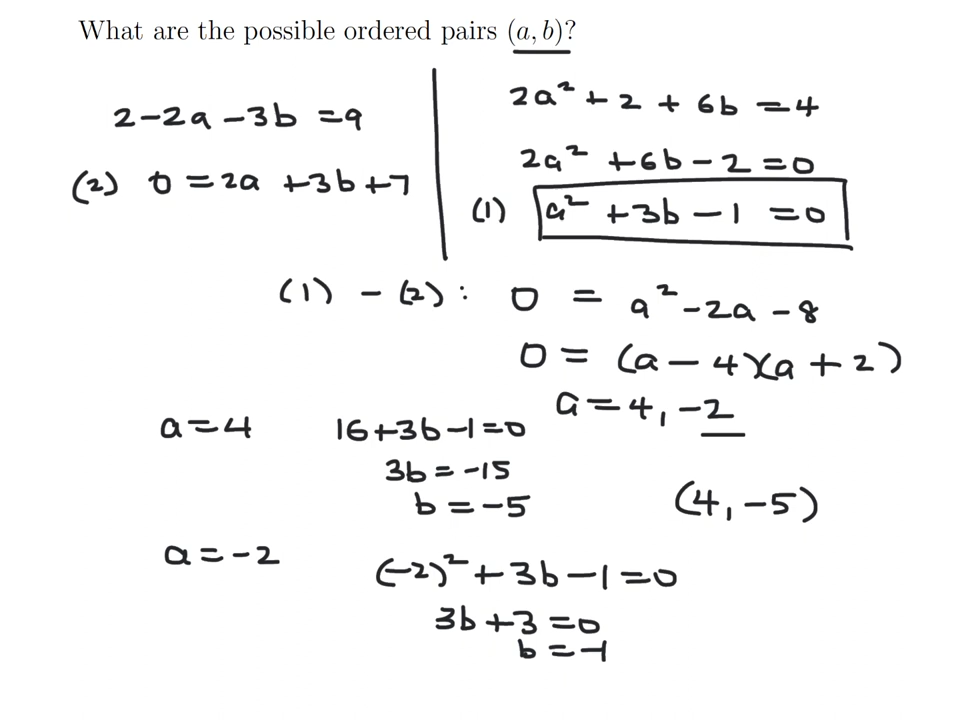 What are the possible ordered pairs (a, b)?
2-2a-3b=9
(2) 0=2a+3b+7
2a²+2+6b=4
2a²+6b-2=0
(1) a²+3b-1=0
(1) - (2): 0 = a²-2a-8
0 = (a-4)(a+2)
a=4,-2
a=4 16+3b-1=0
3b=-15
b=-5
(4,-5)
a=-2 (-2)²+3b-1=0
3b+3=0
b=-1